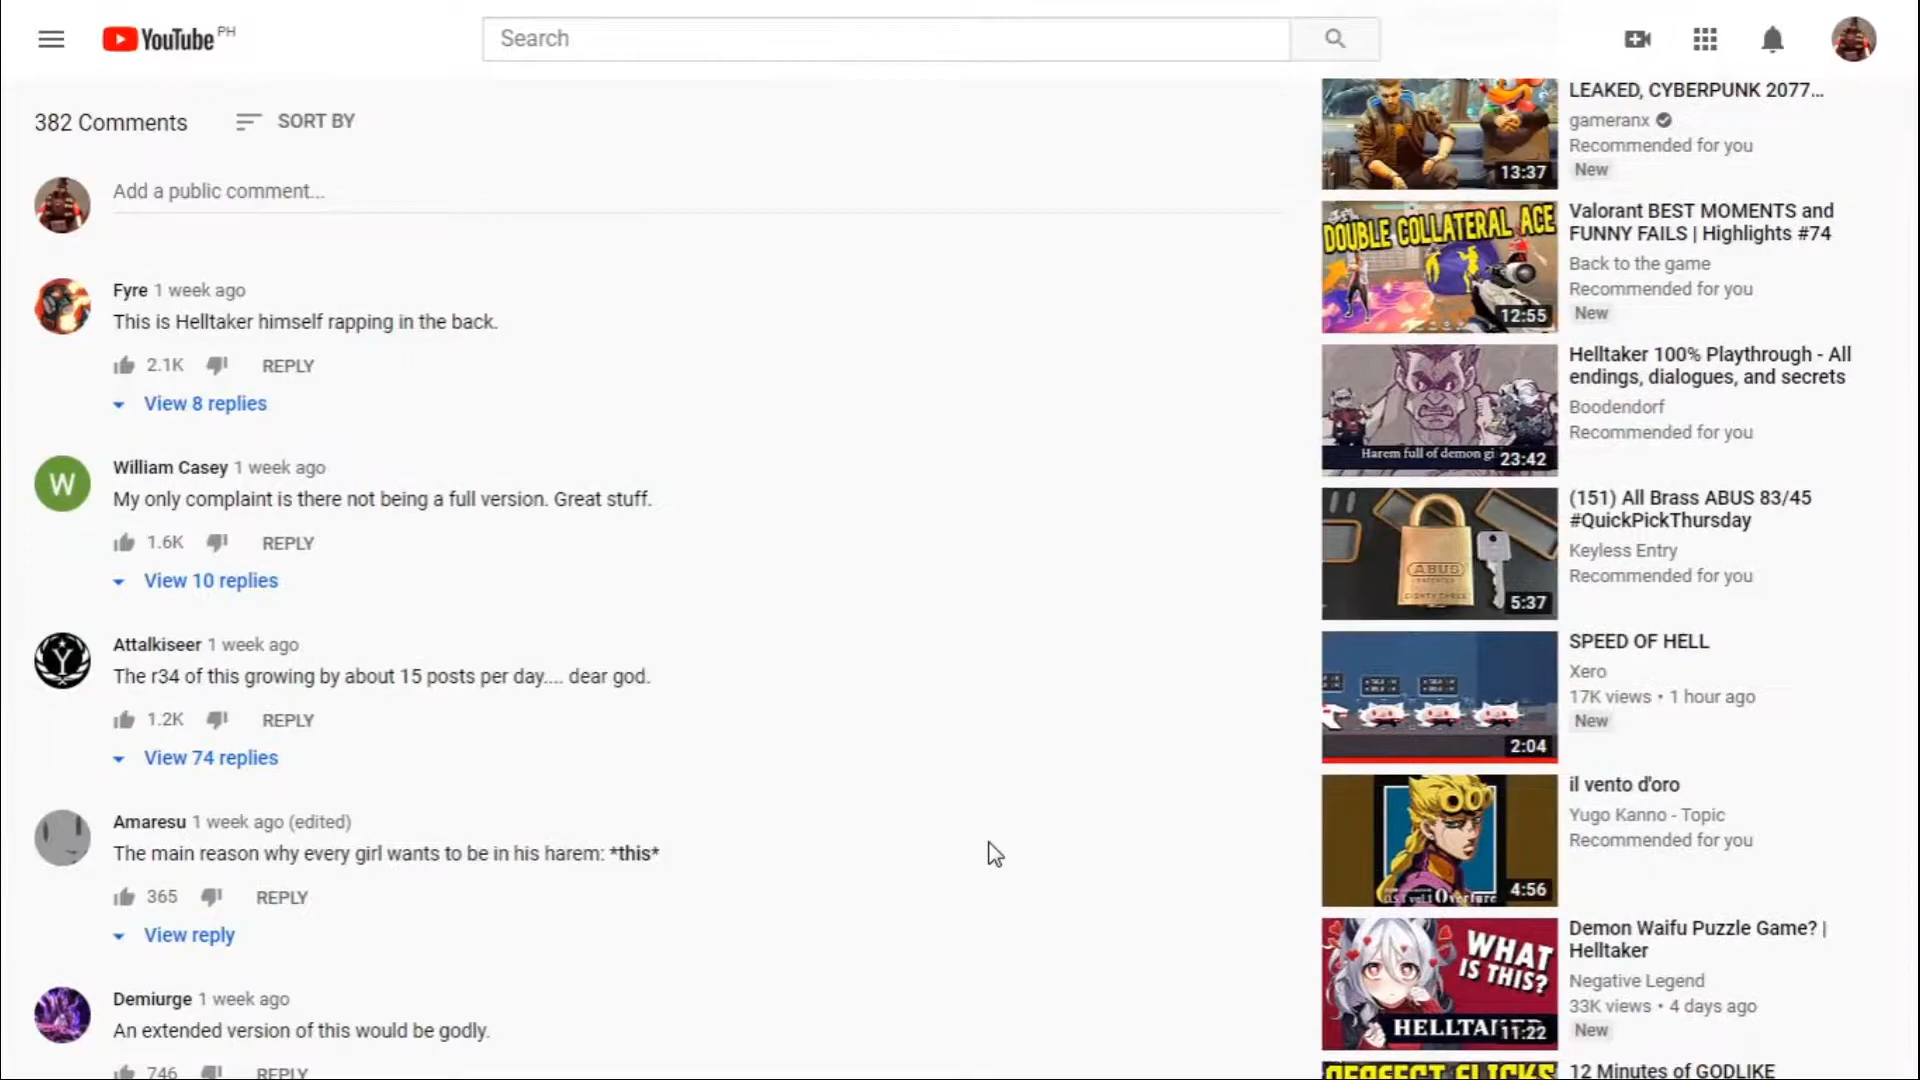 YouTube PH
Search
382 Comments
SORT BY
Add a public comment...
Fyre 1 week ago
This is Helltaker himself rapping in the back.
2.1K
REPLY
View 8 replies
W
William Casey 1 week ago
My only complaint is there not being a full version. Great stuff.
1.6K
REPLY
View 10 replies
Y
Attalkiseer 1 week ago
The r34 of this growing by about 15 posts per day.... dear god.
1.2K
REPLY
View 74 replies
Amaresu 1 week ago (edited)
The main reason why every girl wants to be in his harem: *this*
365
REPLY
View reply
Demiurge 1 week ago
An extended version of this would be godly.
746
REPLY
13:37
LEAKED, CYBERPUNK 2077...
gameranx
Recommended for you
New
DOUBLE COLLATERAL ACE
12:55
Valorant BEST MOMENTS and
FUNNY FAILS | Highlights #74
Back to the game
Recommended for you
New
Harem full of demon gi
23:42
Helltaker 100% Playthrough - All
endings, dialogues, and secrets
Boodendorf
Recommended for you
ABUS
5:37
(151) All Brass ABUS 83/45
#QuickPickThursday
Keyless Entry
Recommended for you
2:04
SPEED OF HELL
Xero
17K views • 1 hour ago
New
Overture
4:56
il vento d'oro
Yugo Kanno - Topic
Recommended for you
WHAT
IS THIS?
11:22
Demon Waifu Puzzle Game? |
Helltaker
Negative Legend
33K views • 4 days ago
New
PERFECT FLICKS
12 Minutes of GODLIKE